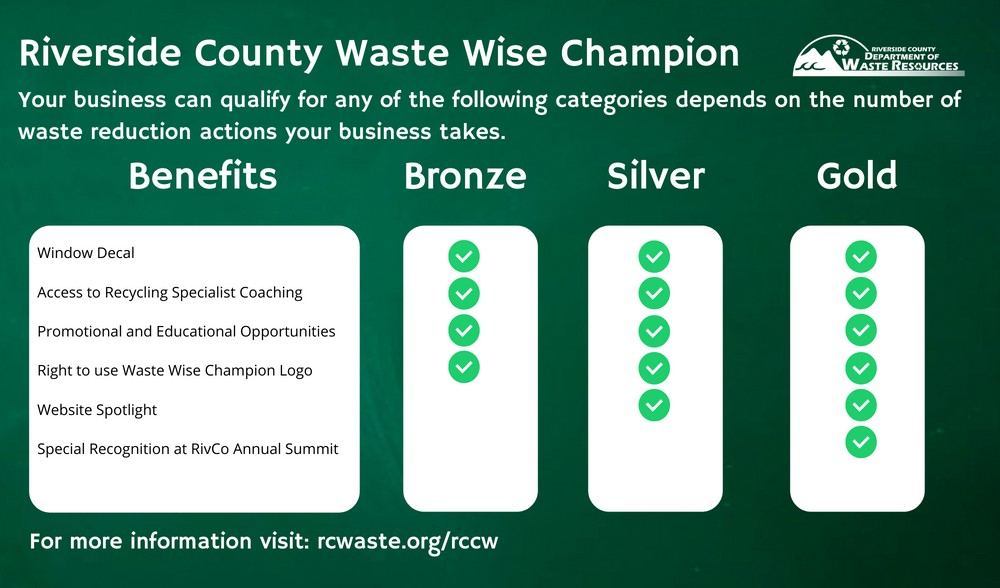 Riverside County Waste Wise Champion
RIVERSIDE COUNTY
DEPARTMENT OF
WASTE RESOURCES
Your business can qualify for any of the following categories depends on the number of
waste reduction actions your business takes.
Benefits Bronze Silver Gold
Window Decal
Access to Recycling Specialist Coaching
Promotional and Educational Opportunities
Right to use Waste Wise Champion Logo
Website Spotlight
Special Recognition at RivCo Annual Summit
For more information visit: rcwaste.org/rccw